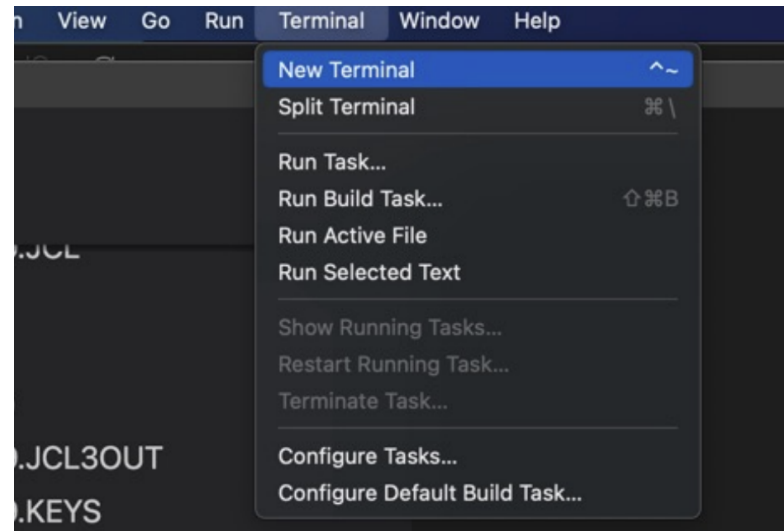 View Go Run Terminal Window Help
New Terminal ^~
Split Terminal ⌘\
Run Task...
Run Build Task... ⇧⌘B
Run Active File
.JCL
Run Selected Text
Show Running Tasks...
Restart Running Task...
Terminate Task...
.JCL3OUT
Configure Tasks...
.KEYS
Configure Default Build Task...